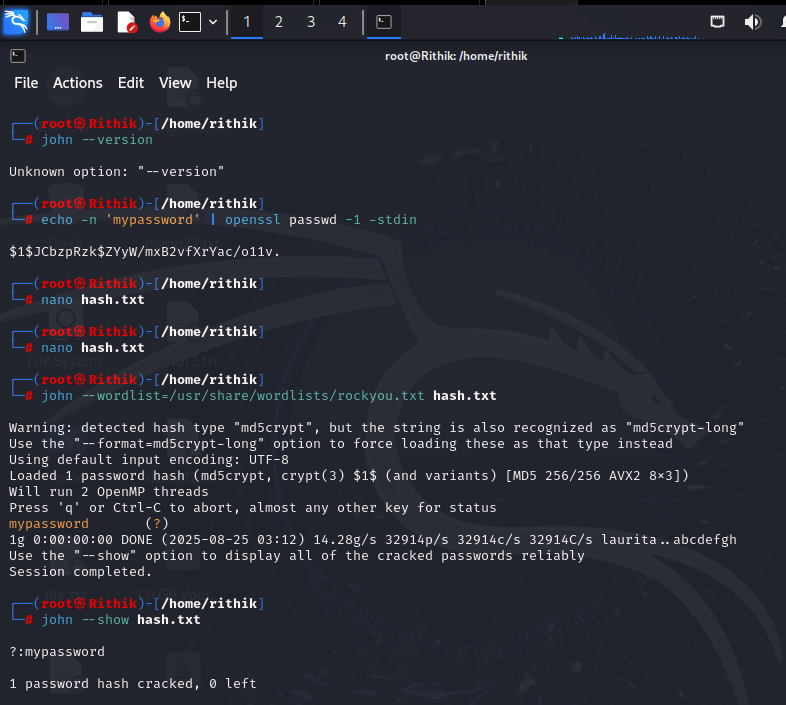 1 2 3 4
root@Rithik: /home/rithik
File Actions Edit View Help
┌──(root㉿Rithik)-[/home/rithik]
└─# john --version
Unknown option: "--version"
┌──(root㉿Rithik)-[/home/rithik]
└─# echo -n 'mypassword' | openssl passwd -1 -stdin
$1$JCbzpRzk$ZYyW/mxB2vfXrYac/o11v.
┌──(root㉿Rithik)-[/home/rithik]
└─# nano hash.txt
┌──(root㉿Rithik)-[/home/rithik]
└─# nano hash.txt
┌──(root㉿Rithik)-[/home/rithik]
└─# john --wordlist=/usr/share/wordlists/rockyou.txt hash.txt
Warning: detected hash type "md5crypt", but the string is also recognized as "md5crypt-long"
Use the "--format=md5crypt-long" option to force loading these as that type instead
Using default input encoding: UTF-8
Loaded 1 password hash (md5crypt, crypt(3) $1$ (and variants) [MD5 256/256 AVX2 8×3])
Will run 2 OpenMP threads
Press 'q' or Ctrl-C to abort, almost any other key for status
mypassword (?)
1g 0:00:00:00 DONE (2025-08-25 03:12) 14.28g/s 32914p/s 32914c/s 32914C/s laurita..abcdefgh
Use the "--show" option to display all of the cracked passwords reliably
Session completed.
┌──(root㉿Rithik)-[/home/rithik]
└─# john --show hash.txt
?:mypassword
1 password hash cracked, 0 left